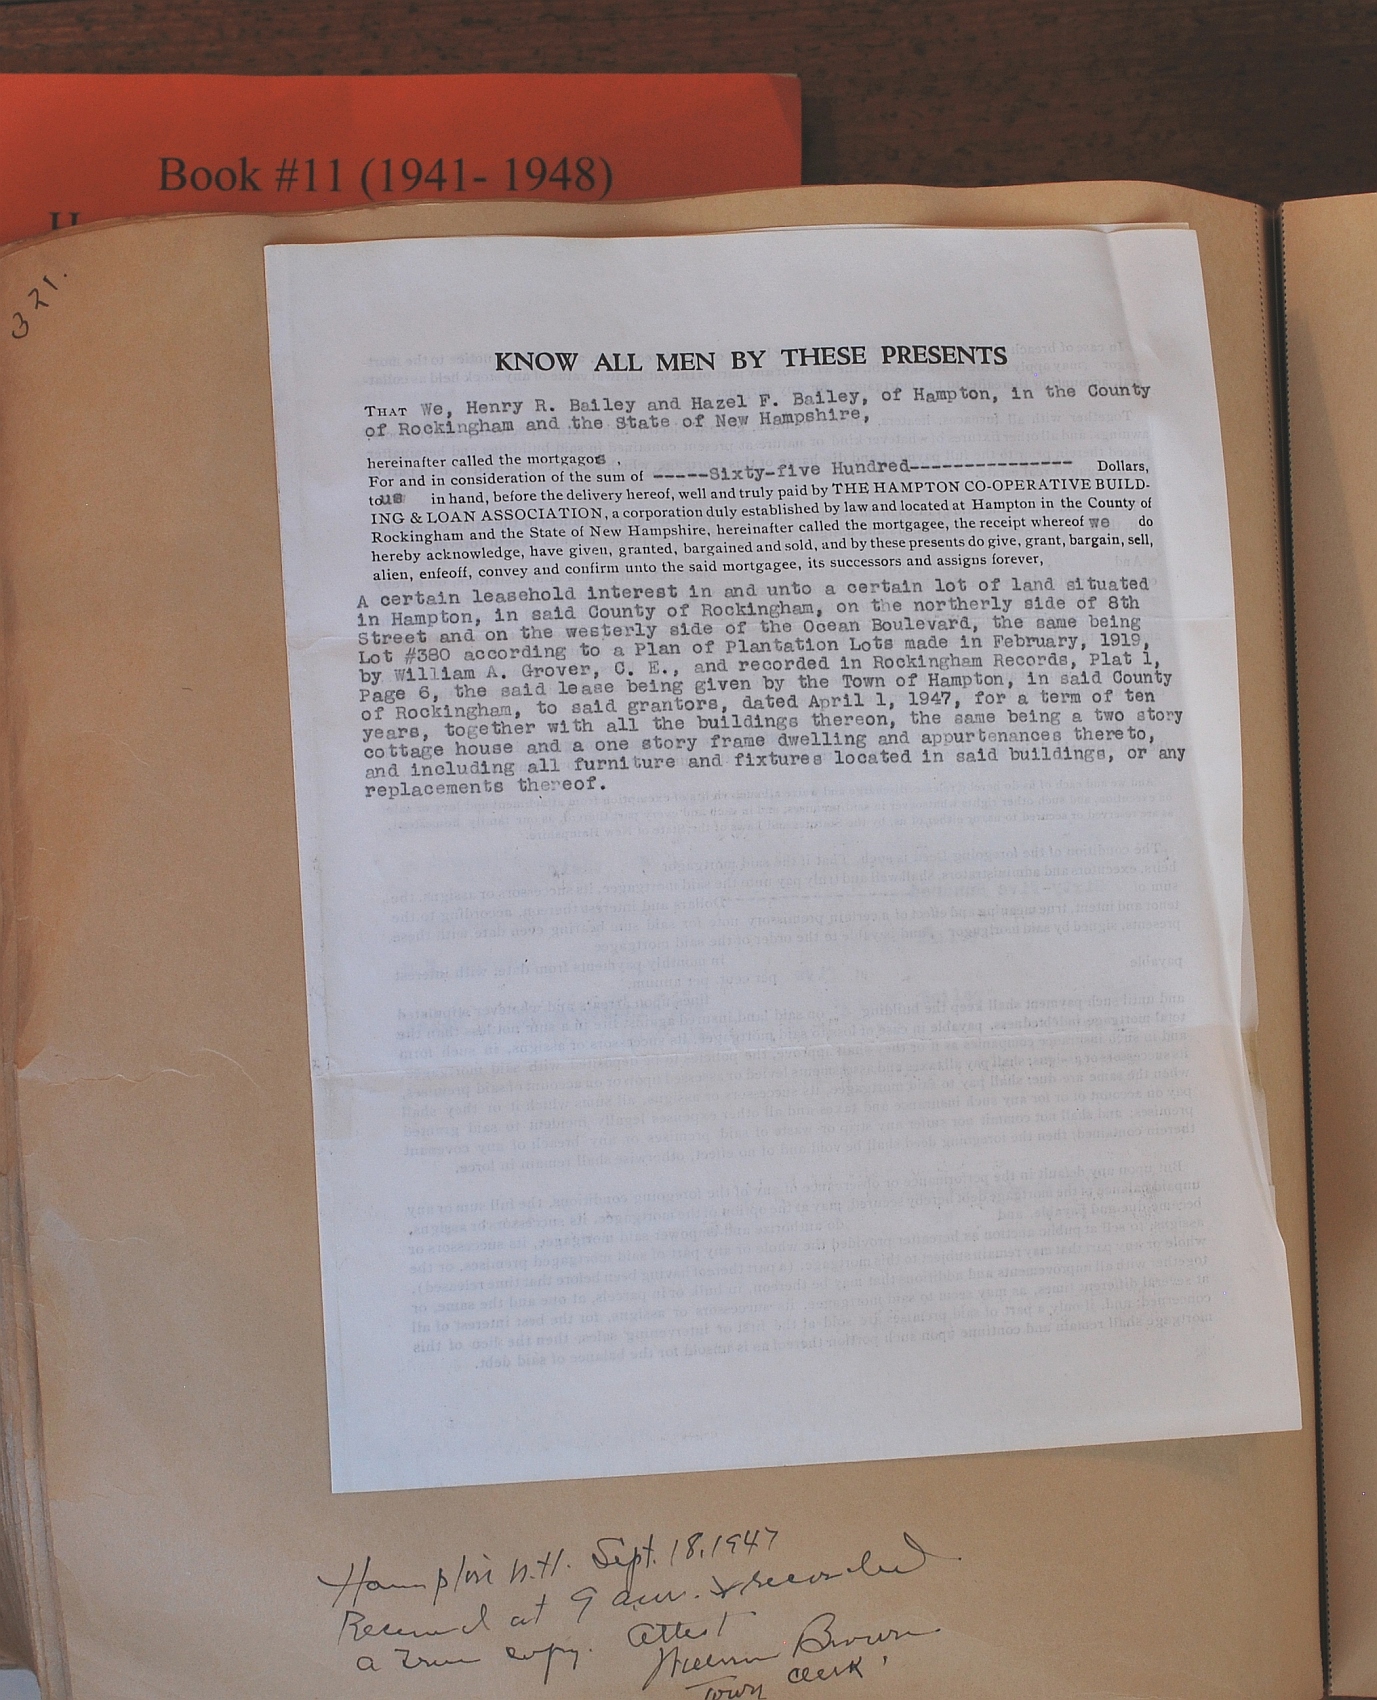 Book #11 (1941- 1948)
H
321.
KNOW ALL MEN BY THESE PRESENTS
THAT We, Henry R. Bailey and Hazel F. Bailey, of Hampton, in the County
of Rockingham and the State of New Hampshire,
hereinafter called the mortgagors ,
For and in consideration of the sum of -----Sixty-five Hundred--------------- Dollars,
to us in hand, before the delivery hereof, well and truly paid by THE HAMPTON CO-OPERATIVE BUILD-
ING & LOAN ASSOCIATION, a corporation duly established by law and located at Hampton in the County of
Rockingham and the State of New Hampshire, hereinafter called the mortgagee, the receipt whereof we do
hereby acknowledge, have given, granted, bargained and sold, and by these presents do give, grant, bargain, sell,
alien, enfeoff, convey and confirm unto the said mortgagee, its successors and assigns forever,
A certain leasehold interest in and unto a certain lot of land situated
in Hampton, in said County of Rockingham, on the northerly side of 8th
Street and on the westerly side of the Ocean Boulevard, the same being
Lot #380 according to a Plan of Plantation Lots made in February, 1919,
by William A. Grover, C. E., and recorded in Rockingham Records, Plat 1,
Page 6, the said lease being given by the Town of Hampton, in said County
of Rockingham, to said grantors, dated April 1, 1947, for a term of ten
years, together with all the buildings thereon, the same being a two story
cottage house and a one story frame dwelling and appurtenances thereto,
and including all furniture and fixtures located in said buildings, or any
replacements thereof.
Hampton N.H. Sept. 18, 1947
Received at 9 a.m. & recorded
a true copy. Attest
Brown
Town Clerk